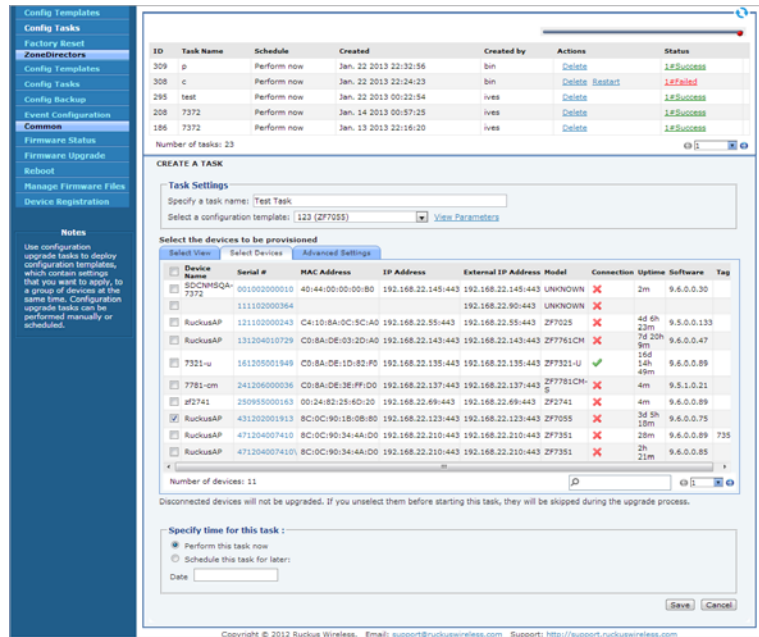 Config Templates
Config Tasks
Factory Reset
ZoneDirectors
Config Templates
Config Tasks
Config Backup
Event Configuration
Common
Firmware Status
Firmware Upgrade
Reboot
Manage Firmware Files
Device Registration
Notes
Use configuration
upgrade tasks to deploy
configuration templates,
which contain settings
that you want to apply, to
a group of devices at the
same time. Configuration
upgrade tasks can be
performed manually or
scheduled.
ID Task Name Schedule Created Created by Actions Status
309 p Perform now Jan. 22 2013 22:32:56 bin Delete 1#Success
308 c Perform now Jan. 22 2013 22:24:23 bin Delete Restart 1#Failed
295 test Perform now Jan. 22 2013 00:22:54 ives Delete 1#Success
208 7372 Perform now Jan. 14 2013 00:57:25 ives Delete 1#Success
186 7372 Perform now Jan. 13 2013 22:16:20 ives Delete 1#Success
Number of tasks: 23 1
CREATE A TASK
Task Settings
Specify a task name: Test Task
Select a configuration template: 123 (ZF7055) View Parameters
Select the devices to be provisioned
Select View Select Devices Advanced Settings
Device Name Serial # MAC Address IP Address External IP Address Model Connection Uptime Software Tag
SDCNMSQA-7372 001002000010 40:44:00:00:00:B0 192.168.22.145:443 192.168.22.145:443 UNKNOWN 2m 9.6.0.0.30
111102000364 192.168.22.90:443 UNKNOWN
RuckusAP 121102000243 C4:10:8A:0C:5C:A0 192.168.22.55:443 192.168.22.55:443 ZF7025 4d 6h 23m 9.5.0.0.133
RuckusAP 131204010729 C0:8A:DE:03:2D:A0 192.168.22.143:443 192.168.22.143:443 ZF7761CM 7d 20h 9m 9.6.0.0.47
7321-u 161205001949 C0:8A:DE:1D:82:F0 192.168.22.135:443 192.168.22.135:443 ZF7321-U 16d 14h 49m 9.6.0.0.89
7781-cm 241206000036 C0:8A:DE:3E:FF:D0 192.168.22.137:443 192.168.22.137:443 ZF7781CM-S 4m 9.5.1.0.21
zf2741 250955000163 00:24:82:25:6D:20 192.168.22.69:443 192.168.22.69:443 ZF2741 4m 9.6.0.0.89
RuckusAP 431202001913 8C:0C:90:1B:0B:80 192.168.22.123:443 192.168.22.123:443 ZF7055 3d 5h 18m 9.6.0.0.75
RuckusAP 471204007410 8C:0C:90:34:4A:D0 192.168.22.210:443 192.168.22.210:443 ZF7351 28m 9.6.0.0.89 735
RuckusAP 471204007410\ 8C:0C:90:34:4A:D0 192.168.22.210:443 192.168.22.210:443 ZF7351 2h 21m 9.6.0.0.85
Number of devices: 11 1
Disconnected devices will not be upgraded. If you unselect them before starting this task, they will be skipped during the upgrade process.
Specify time for this task :
Perform this task now
Schedule this task for later:
Date
Save Cancel
Copyright © 2012 Ruckus Wireless. Email: support@ruckuswireless.com Support: http://support.ruckuswireless.com